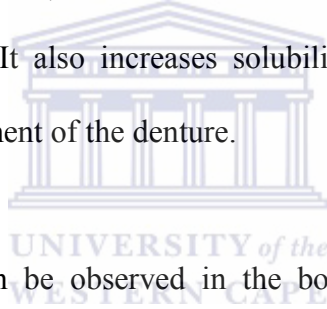 It also increases solubili
ment of the denture.
UNIVERSITY of the
n be observed in the bo
WESTERN CAPE